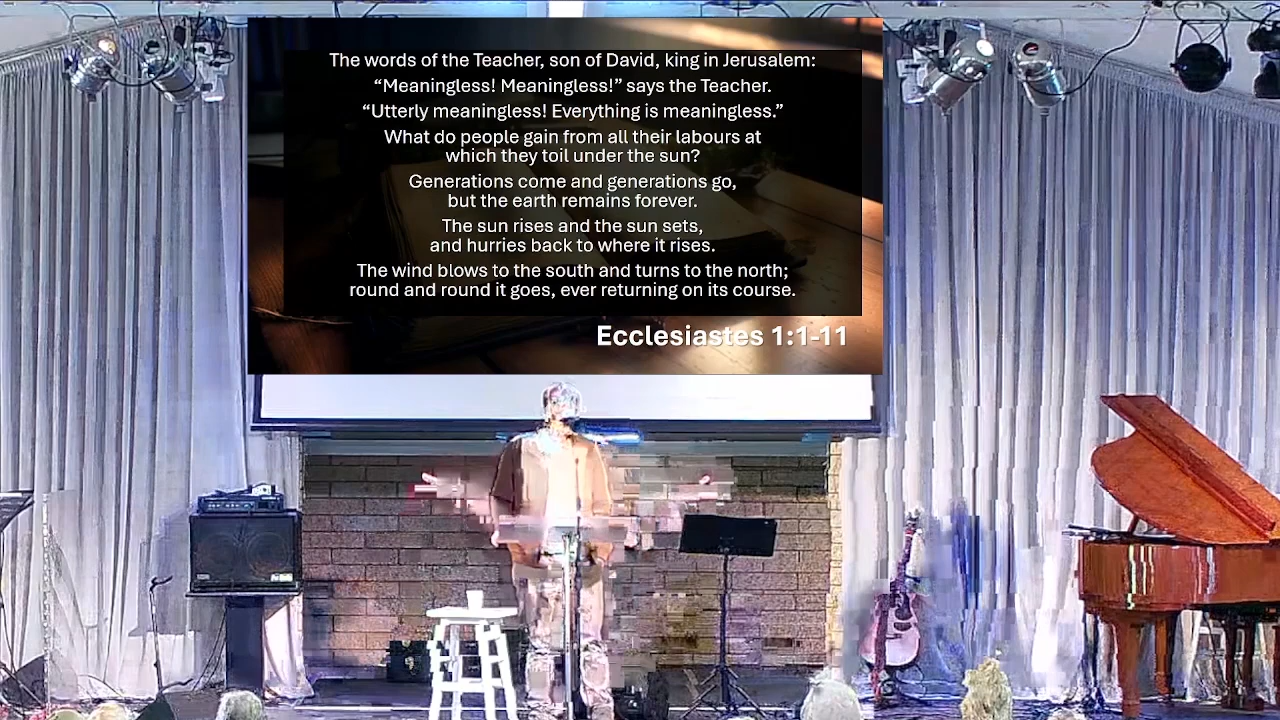 The words of the Teacher, son of David, king in Jerusalem:
“Meaningless! Meaningless!” says the Teacher.
“Utterly meaningless! Everything is meaningless.”
What do people gain from all their labours at
which they toil under the sun?
Generations come and generations go,
but the earth remains forever.
The sun rises and the sun sets,
and hurries back to where it rises.
The wind blows to the south and turns to the north;
round and round it goes, ever returning on its course.
Ecclesiastes 1:1-11